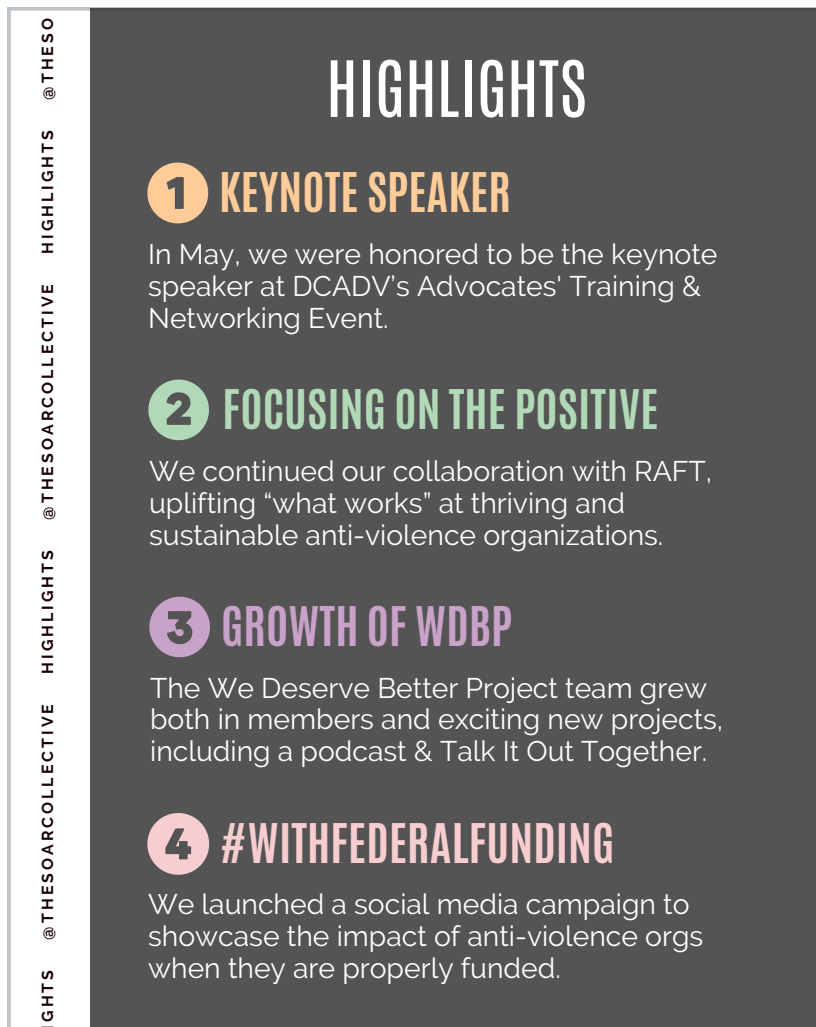 HIGHLIGHTS
1 KEYNOTE SPEAKER
In May, we were honored to be the keynote
speaker at DCADV’s Advocates' Training &
Networking Event.
2 FOCUSING ON THE POSITIVE
We continued our collaboration with RAFT,
uplifting “what works” at thriving and
sustainable anti-violence organizations.
3 GROWTH OF WDBP
The We Deserve Better Project team grew
both in members and exciting new projects,
including a podcast & Talk It Out Together.
4 #WITHFEDERALFUNDING
We launched a social media campaign to
showcase the impact of anti-violence orgs
when they are properly funded.
IGHTS @THESOARCOLLECTIVE HIGHLIGHTS @THESOARCOLLECTIVE HIGHLIGHTS @THESO